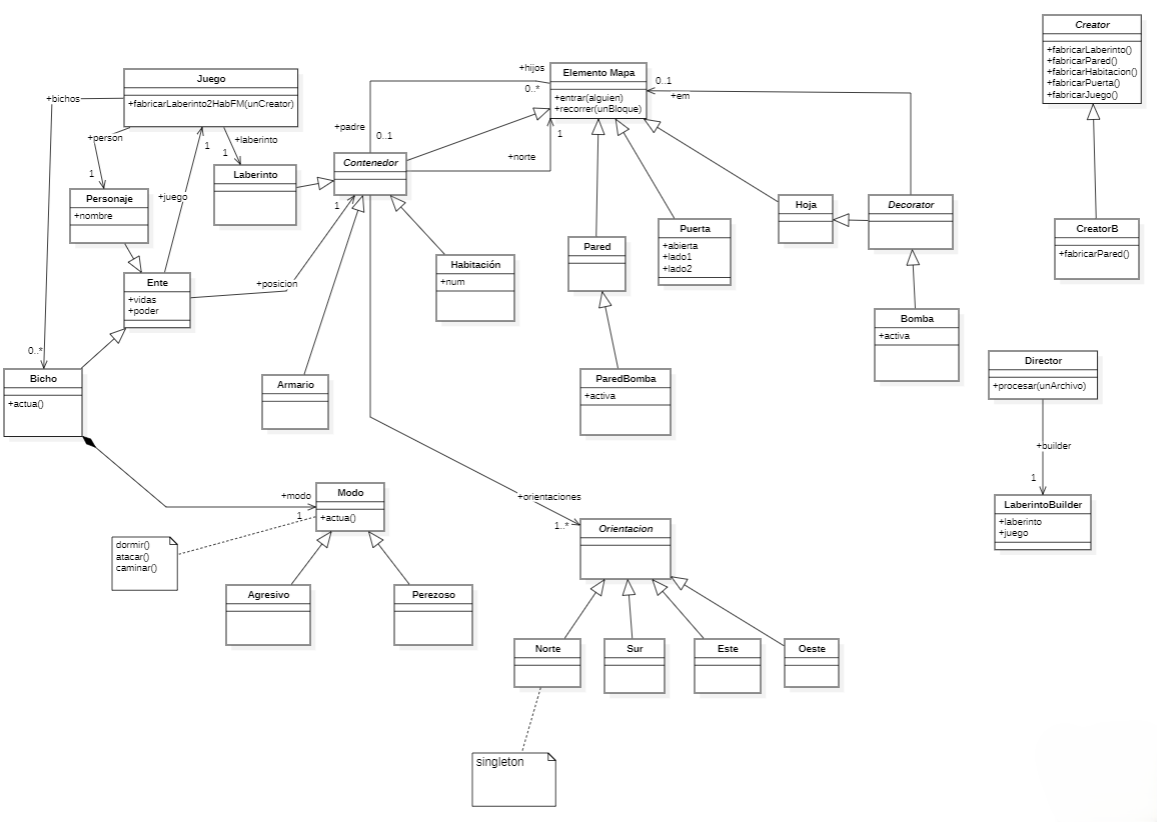 Creator
+fabricarLaberinto()
+fabricarPared()
+fabricarHabitacion()
+fabricarPuerta()
+fabricarJuego()
Juego
+fabricarLaberinto2HabFM(unCreator)
+hijos
0..*
Elemento Mapa
+entrar(alguien)
+recorrer(unBloque)
0..1
+em
+bichos
+person
1
+laberinto
1
1
+padre
0..1
+norte
1
Contenedor
Laberinto
Personaje
+nombre
+juego
1
Hoja
Decorator
Pared
Puerta
+abierta
+lado1
+lado2
CreatorB
+fabricarPared()
Habitación
+num
Ente
+vidas
+poder
+posicion
Bomba
+activa
0..*
Bicho
+actua()
Armario
ParedBomba
+activa
Director
+procesar(unArchivo)
+builder
1
LaberintoBuilder
+laberinto
+juego
+modo
1
Modo
+actua()
+orientaciones
1..*
Orientacion
dormir()
atacar()
caminar()
Agresivo
Perezoso
Norte
Sur
Este
Oeste
singleton